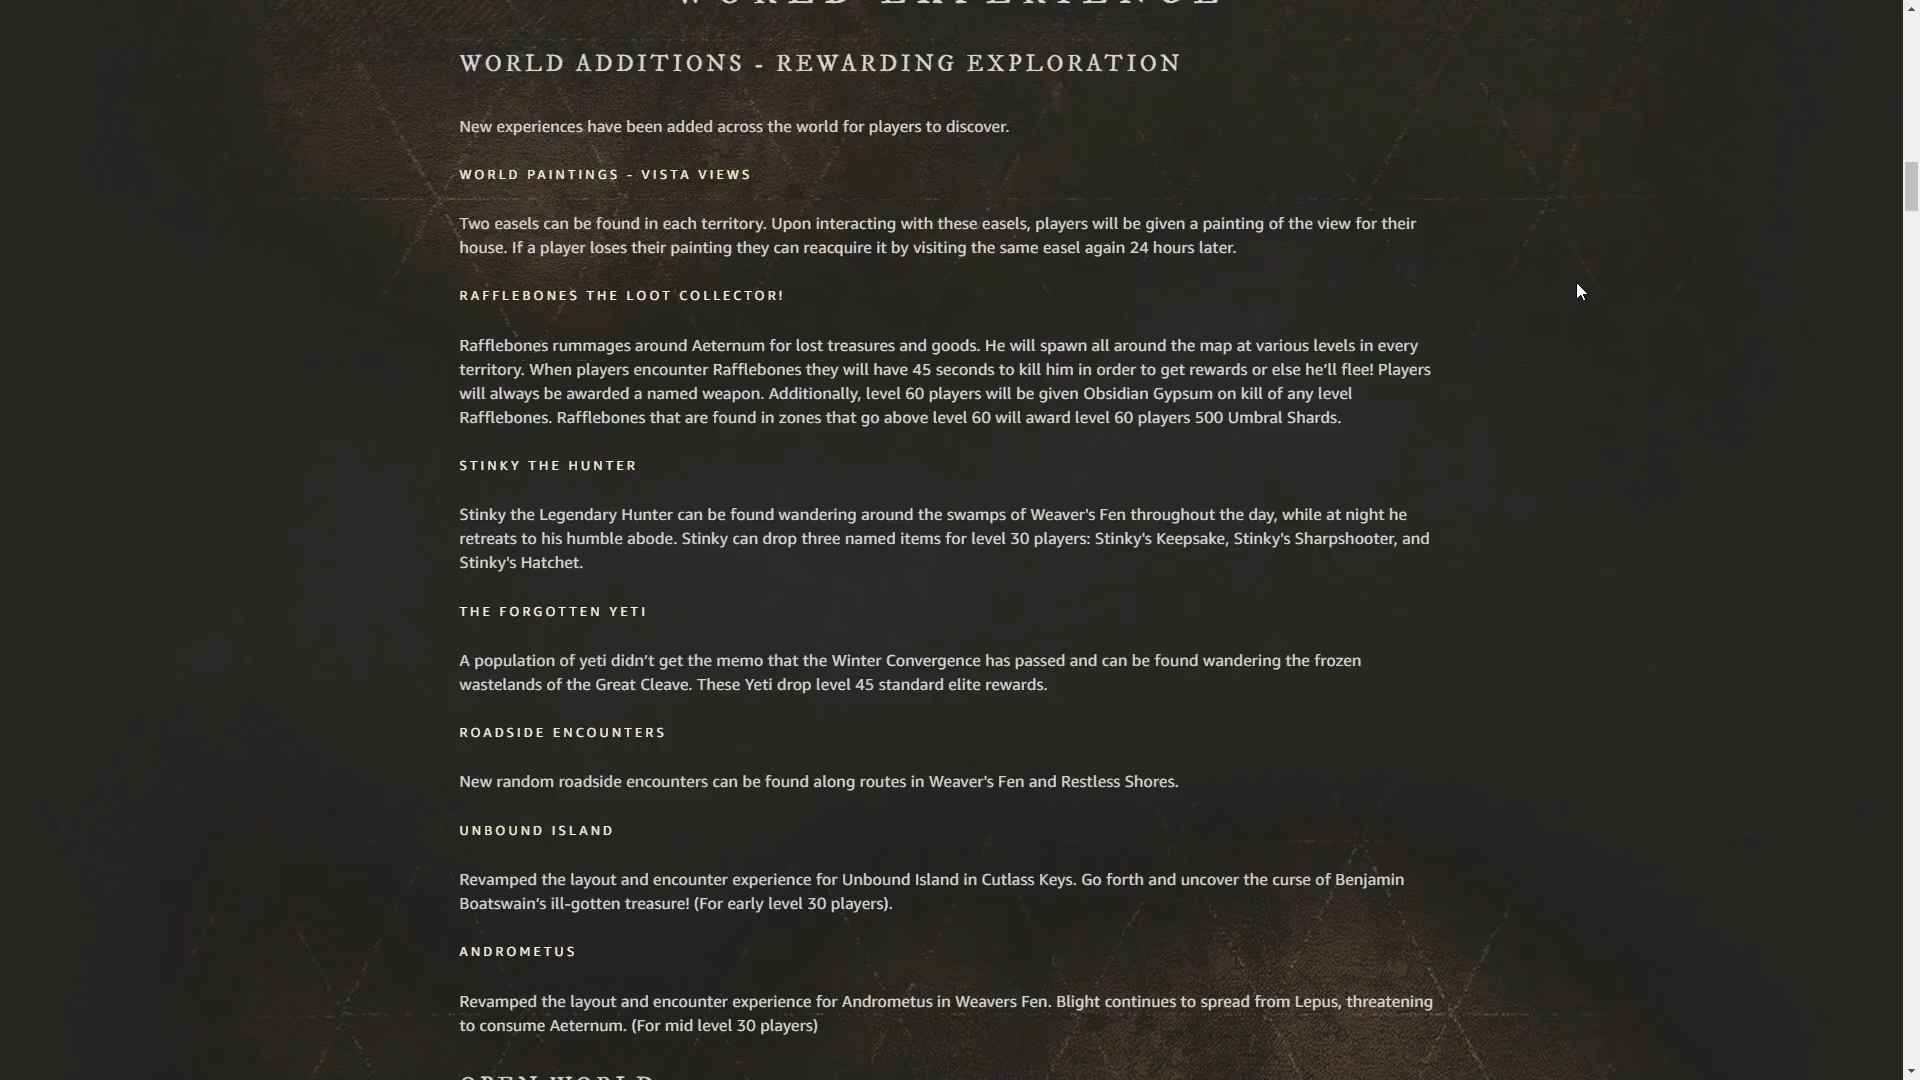 WORLD EXPERIENCE
WORLD ADDITIONS - REWARDING EXPLORATION
New experiences have been added across the world for players to discover.
WORLD PAINTINGS - VISTA VIEWS
Two easels can be found in each territory. Upon interacting with these easels, players will be given a painting of the view for their
house. If a player loses their painting they can reacquire it by visiting the same easel again 24 hours later.
RAFFLEBONES THE LOOT COLLECTOR!
Rafflebones rummages around Aeternum for lost treasures and goods. He will spawn all around the map at various levels in every
territory. When players encounter Rafflebones they will have 45 seconds to kill him in order to get rewards or else he’ll flee! Players
will always be awarded a named weapon. Additionally, level 60 players will be given Obsidian Gypsum on kill of any level
Rafflebones. Rafflebones that are found in zones that go above level 60 will award level 60 players 500 Umbral Shards.
STINKY THE HUNTER
Stinky the Legendary Hunter can be found wandering around the swamps of Weaver's Fen throughout the day, while at night he
retreats to his humble abode. Stinky can drop three named items for level 30 players: Stinky's Keepsake, Stinky's Sharpshooter, and
Stinky's Hatchet.
THE FORGOTTEN YETI
A population of yeti didn’t get the memo that the Winter Convergence has passed and can be found wandering the frozen
wastelands of the Great Cleave. These Yeti drop level 45 standard elite rewards.
ROADSIDE ENCOUNTERS
New random roadside encounters can be found along routes in Weaver's Fen and Restless Shores.
UNBOUND ISLAND
Revamped the layout and encounter experience for Unbound Island in Cutlass Keys. Go forth and uncover the curse of Benjamin
Boatswain’s ill-gotten treasure! (For early level 30 players).
ANDROMETUS
Revamped the layout and encounter experience for Andrometus in Weavers Fen. Blight continues to spread from Lepus, threatening
to consume Aeternum. (For mid level 30 players)
OPEN WORLD